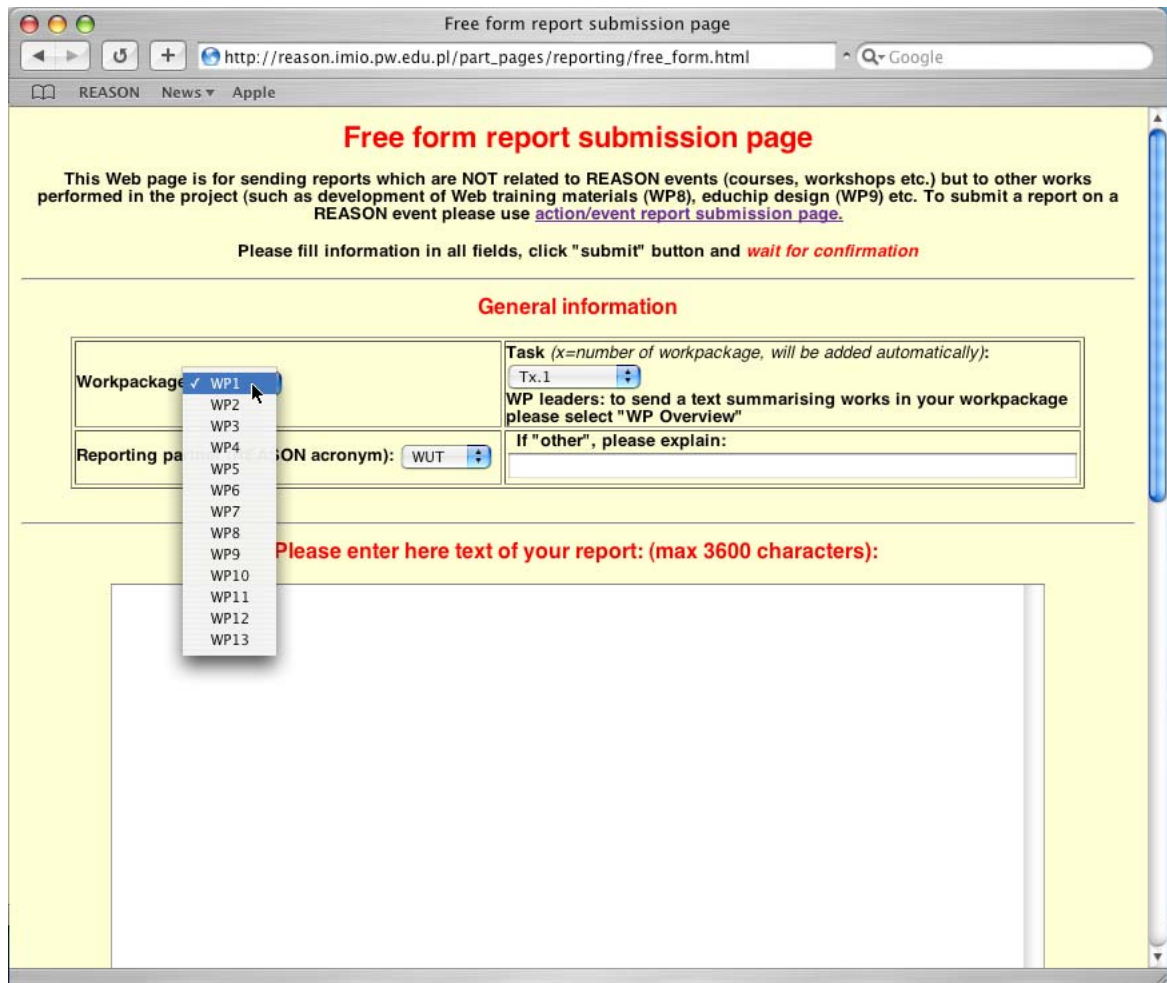 Free form report submission page
http://reason.imio.pw.edu.pl/part_pages/reporting/free_form.html
Google
REASON News Apple
Free form report submission page
This Web page is for sending reports which are NOT related to REASON events (courses, workshops etc.) but to other works
performed in the project (such as development of Web training materials (WP8), educhip design (WP9) etc. To submit a report on a
REASON event please use action/event report submission page.
Please fill information in all fields, click "submit" button and wait for confirmation
General information
Workpackage
Task (x=number of workpackage, will be added automatically):
Tx.1
WP leaders: to send a text summarising works in your workpackage
please select "WP Overview"
Reporting pa ON acronym): WUT
If "other", please explain:
✓ WP1
WP2
WP3
WP4
WP5
WP6
WP7
WP8
WP9
WP10
WP11
WP12
WP13
Please enter here text of your report: (max 3600 characters):